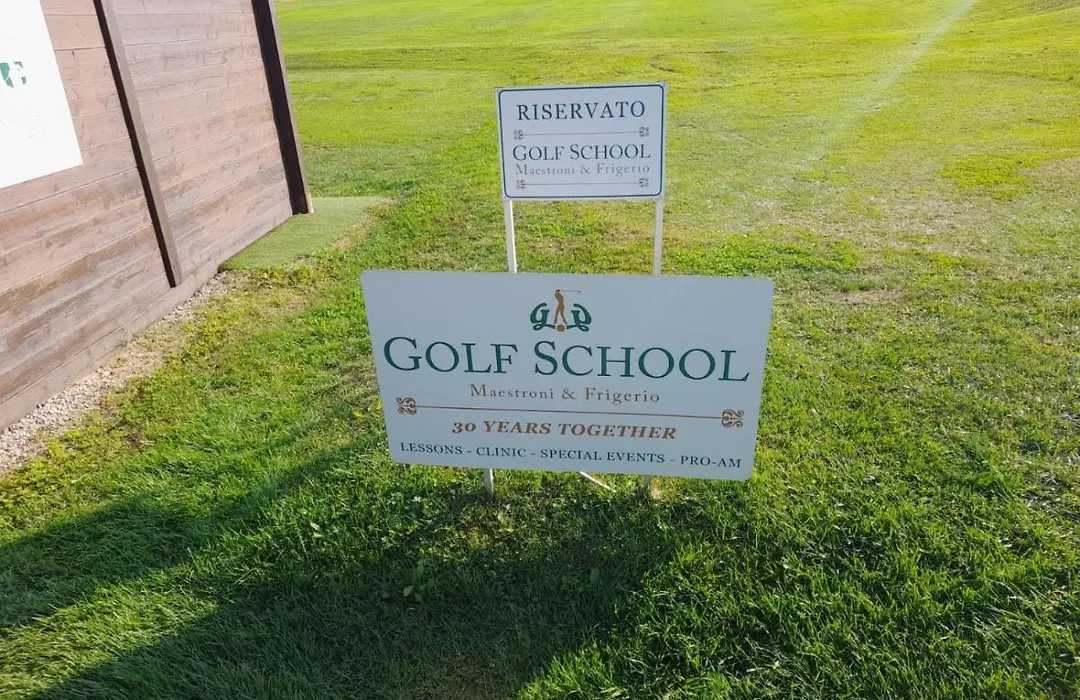 RISERVATO
GOLF SCHOOL
Maestroni & Frigerio
GOLF SCHOOL
Maestroni & Frigerio
30 YEARS TOGETHER
LESSONS - CLINIC - SPECIAL EVENTS - PRO-AM